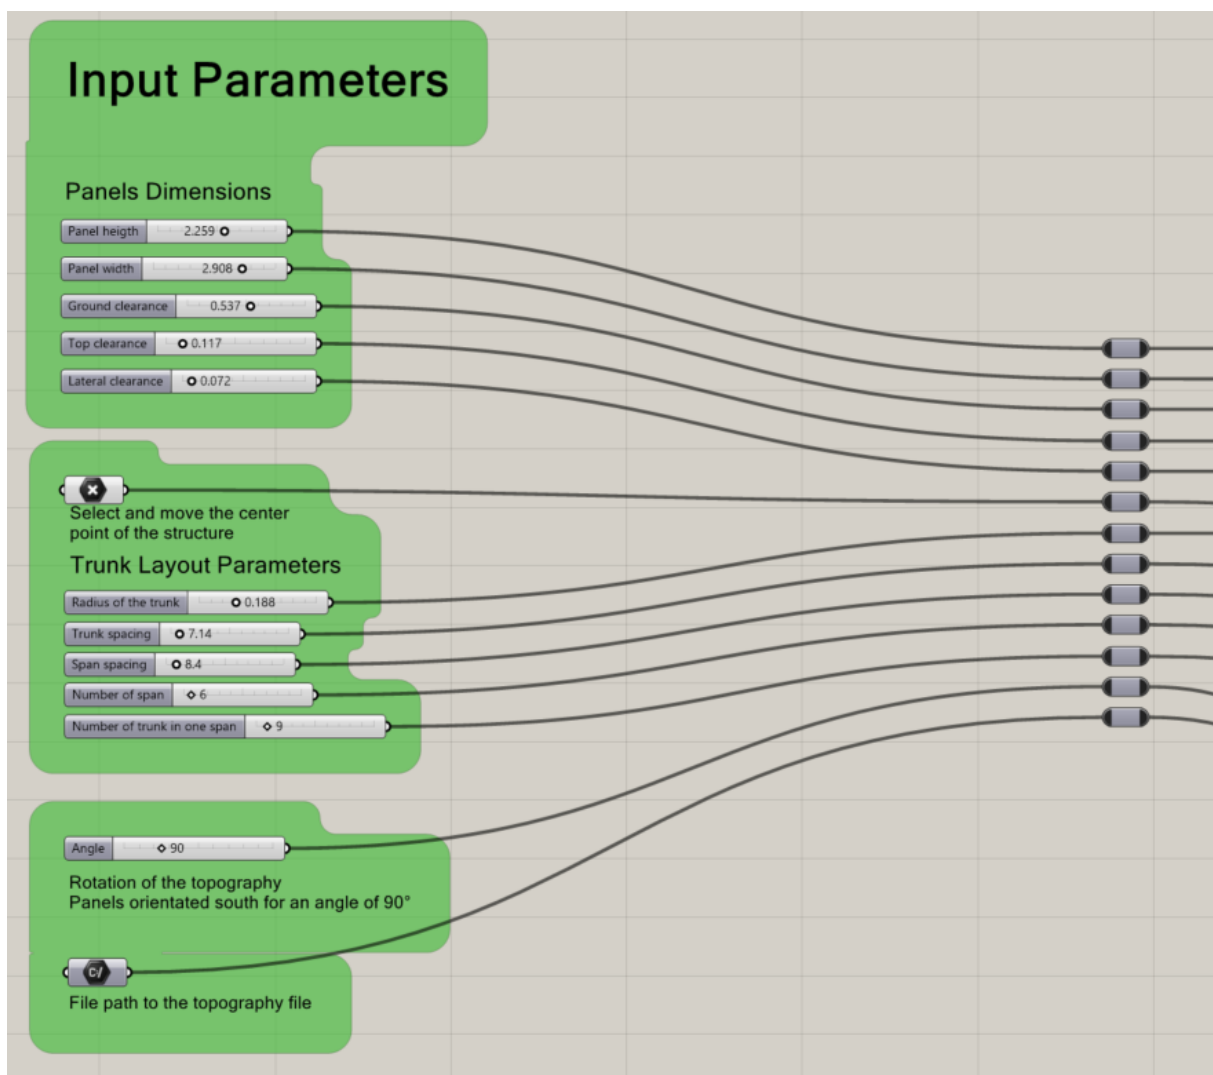 Input Parameters
Panels Dimensions
Panel heigth 2.259
Panel width 2.908
Ground clearance 0.537
Top clearance 0.117
Lateral clearance 0.072
Select and move the center
point of the structure
Trunk Layout Parameters
Radius of the trunk 0.188
Trunk spacing 7.14
Span spacing 8.4
Number of span 6
Number of trunk in one span 9
Angle 90
Rotation of the topography
Panels orientated south for an angle of 90°
C/
File path to the topography file